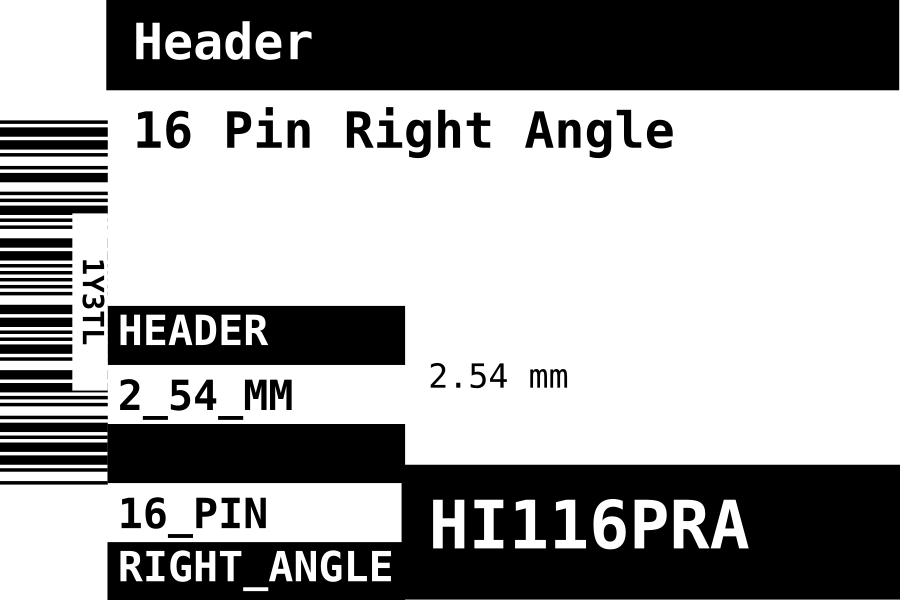 Header
16 Pin Right Angle
1Y3TL
HEADER
2_54_MM
2.54 mm
16_PIN
HI116PRA
RIGHT_ANGLE